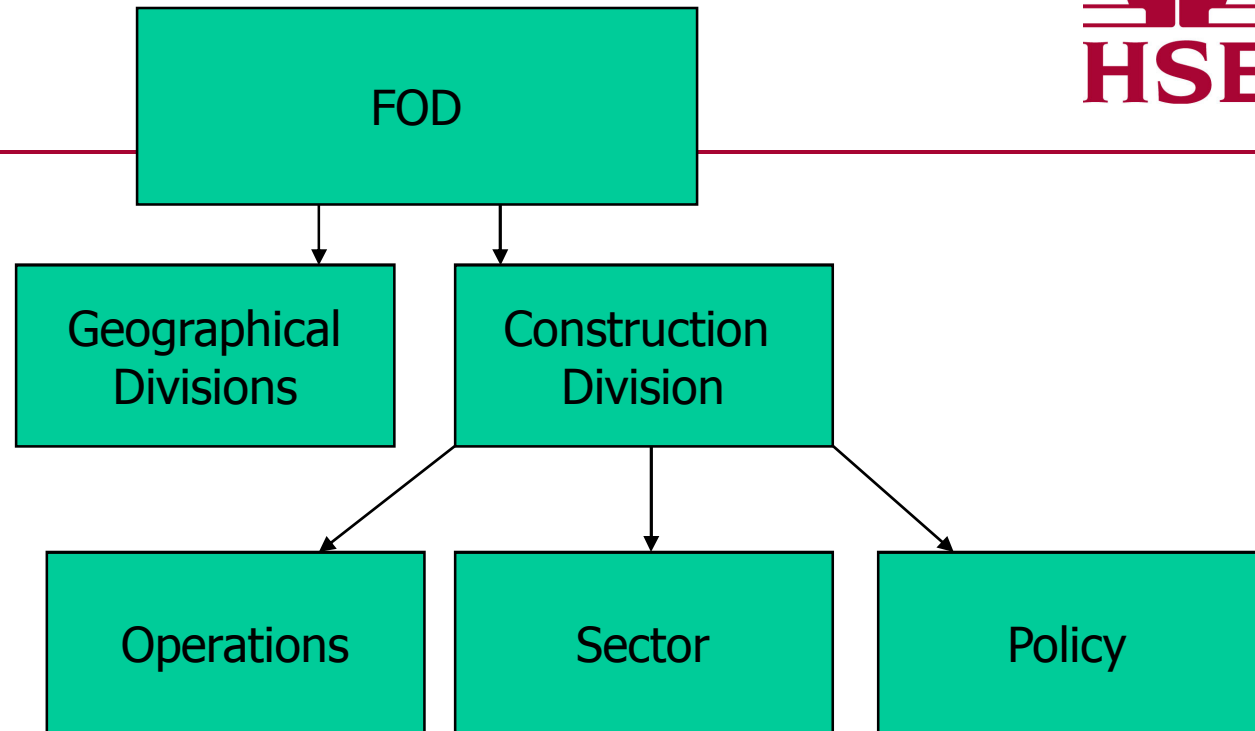 HSE
FOD
Geographical
Divisions
Construction
Division
Operations
Sector
Policy